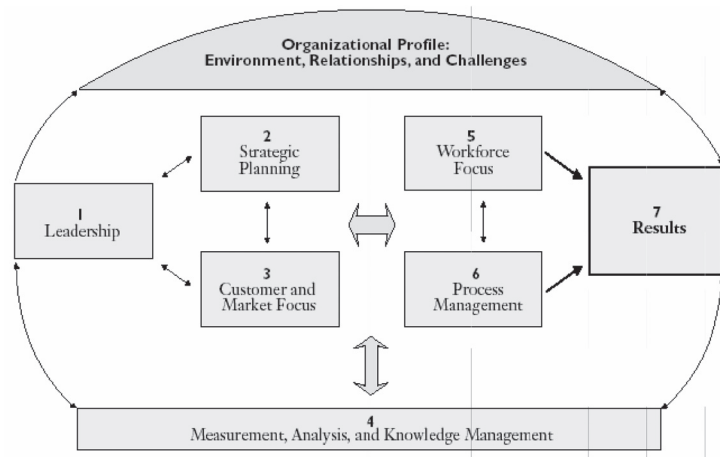 Organizational Profile:
Environment, Relationships, and Challenges
2
Strategic
Planning
5
Workforce
Focus
1
Leadership
7
Results
3
Customer and
Market Focus
6
Process
Management
4
Measurement, Analysis, and Knowledge Management